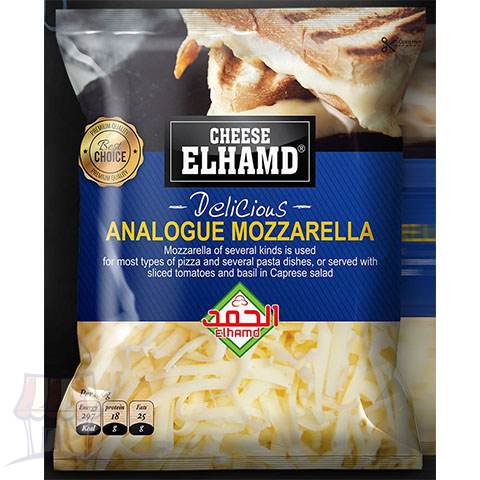 CHEESE
ELHAMD®
PREMIUM QUALITY
Best
CHOICE
PREMIUM QUALITY
Delicious
ANALOGUE MOZZARELLA
Mozzarella of several kinds is used
for most types of pizza and several pasta dishes, or served with
sliced tomatoes and basil in Caprese salad
الحمد
Elhamd
Energy
297
Kcal
protein
18
g
Fats
25
g